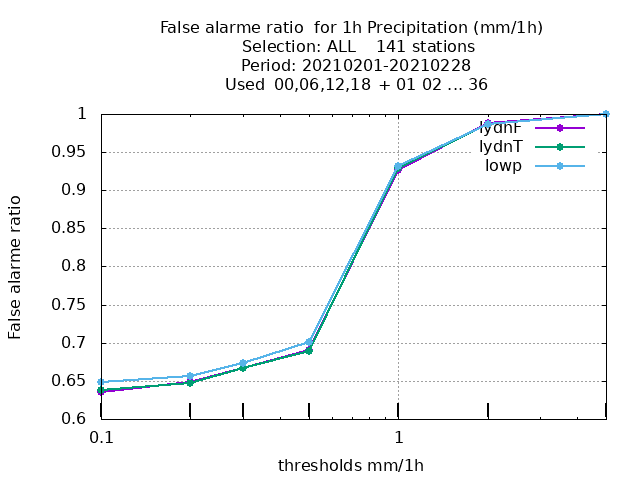 False alarme ratio  for 1h Precipitation (mm/1h)
Selection: ALL    141 stations
Period: 20210201-20210228
Used  00,06,12,18  + 01 02 ... 36
1
0.95
0.9
0.85
0.8
0.75
0.7
0.65
0.6
False alarme ratio
lydnF
lydnT
lowp
0.1
1
thresholds mm/1h